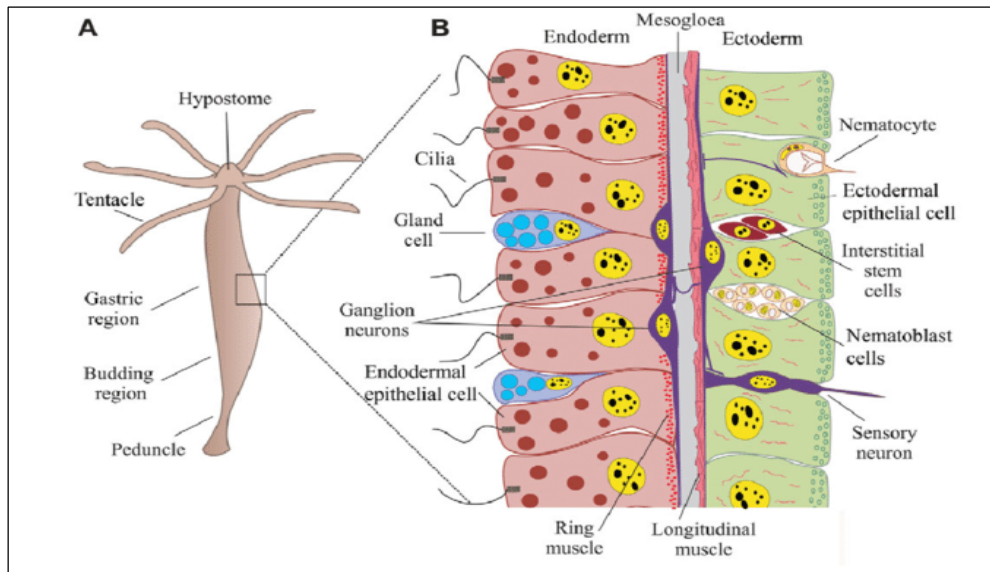 A
Hypostome
Tentacle
Gastric
region
Budding
region
Peduncle
B
Mesogloea
Endoderm
Ectoderm
Cilia
Gland
cell
Ganglion
neurons
Endodermal
epithelial cell
Nematocyte
Ectodermal
epithelial cell
Interstitial
stem
cells
Nematoblast
cells
Sensory
neuron
Ring
muscle
Longitudinal
muscle